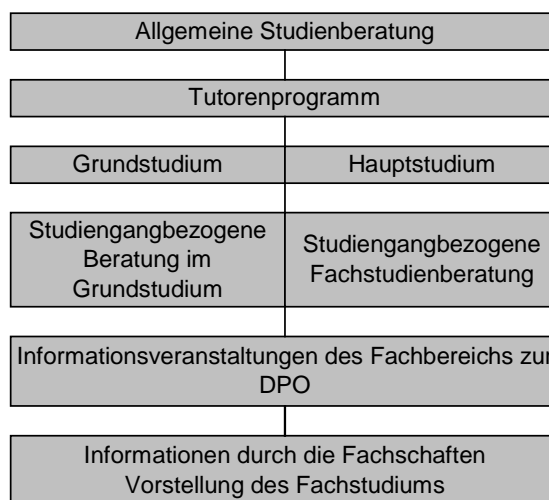 Allgemeine Studienberatung
Tutorenprogramm
Grundstudium
Hauptstudium
Studiengangbezogene
Beratung im
Grundstudium
Studiengangbezogene
Fachstudienberatung
Informationsveranstaltungen des Fachbereichs zur
DPO
Informationen durch die Fachschaften
Vorstellung des Fachstudiums